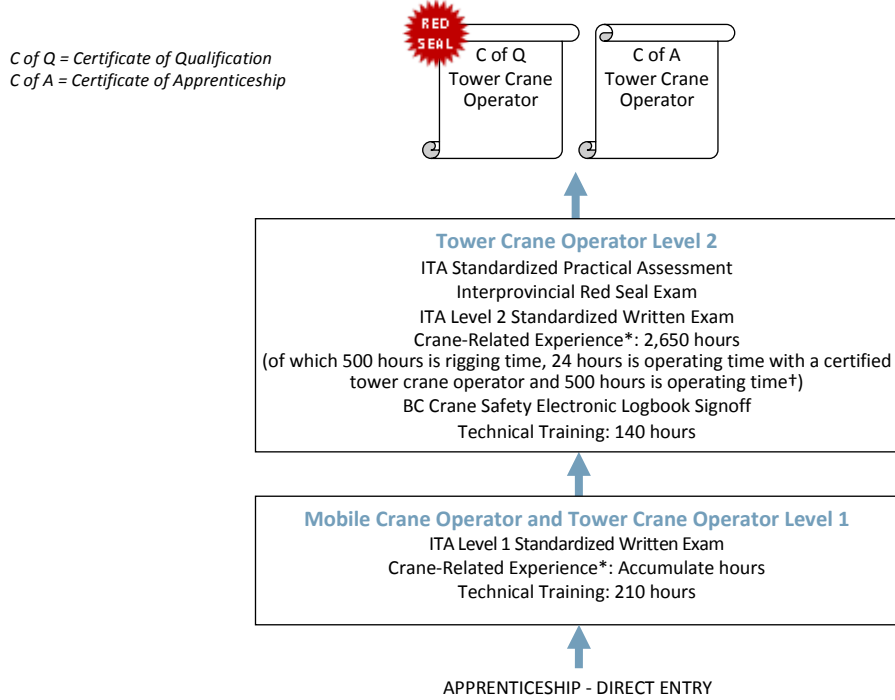 C of Q = Certificate of Qualification
C of A = Certificate of Apprenticeship
RED
SEAL
C of Q
Tower Crane
Operator
C of A
Tower Crane
Operator
Tower Crane Operator Level 2
ITA Standardized Practical Assessment
Interprovincial Red Seal Exam
ITA Level 2 Standardized Written Exam
Crane-Related Experience*: 2,650 hours
(of which 500 hours is rigging time, 24 hours is operating time with a certified
tower crane operator and 500 hours is operating time†)
BC Crane Safety Electronic Logbook Signoff
Technical Training: 140 hours
Mobile Crane Operator and Tower Crane Operator Level 1
ITA Level 1 Standardized Written Exam
Crane-Related Experience*: Accumulate hours
Technical Training: 210 hours
APPRENTICESHIP - DIRECT ENTRY